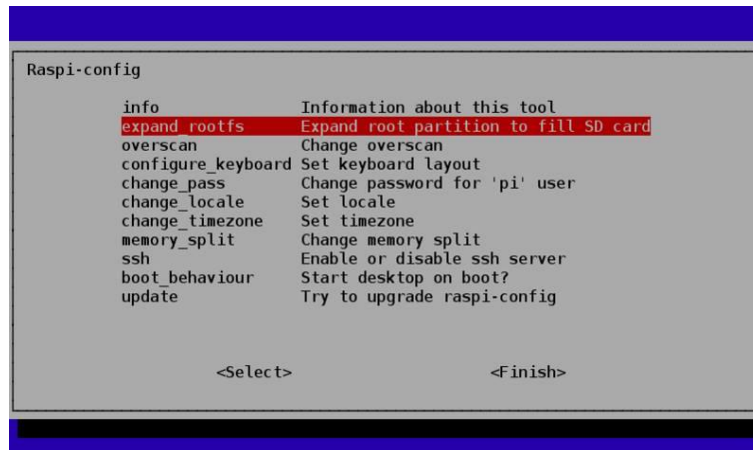 Raspi-config
info Information about this tool
expand_rootfs Expand root partition to fill SD card
overscan Change overscan
configure_keyboard Set keyboard layout
change_pass Change password for 'pi' user
change_locale Set locale
change_timezone Set timezone
memory_split Change memory split
ssh Enable or disable ssh server
boot_behaviour Start desktop on boot?
update Try to upgrade raspi-config
<Select> <Finish>